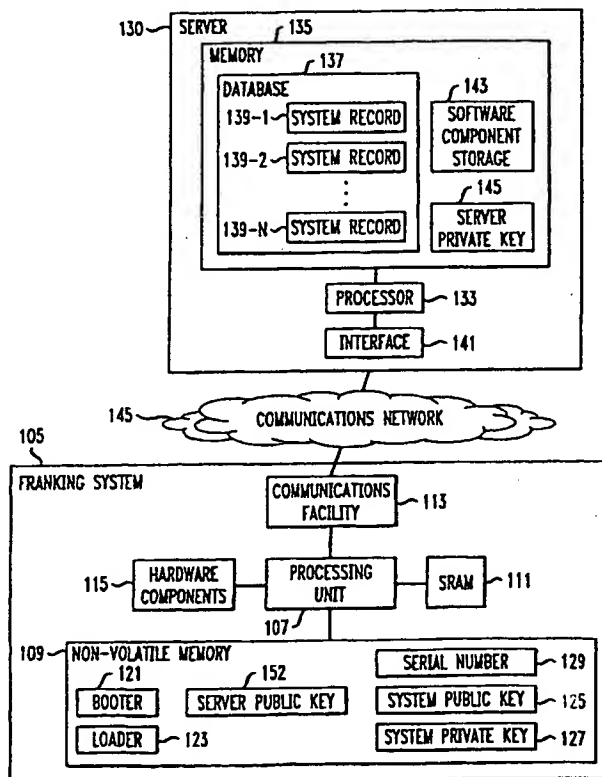 130 SERVER 135
MEMORY 137
DATABASE 143
139-1 SYSTEM RECORD SOFTWARE COMPONENT STORAGE
139-2 SYSTEM RECORD
145
139-N SYSTEM RECORD SERVER PRIVATE KEY
PROCESSOR 133
INTERFACE 141
145 COMMUNICATIONS NETWORK
105
FRANKING SYSTEM
COMMUNICATIONS FACILITY 113
115 HARDWARE COMPONENTS PROCESSING UNIT SRAM 111
107
109 NON-VOLATILE MEMORY
121 152 SERIAL NUMBER 129
BOOTER SERVER PUBLIC KEY SYSTEM PUBLIC KEY 125
LOADER 123 SYSTEM PRIVATE KEY 127